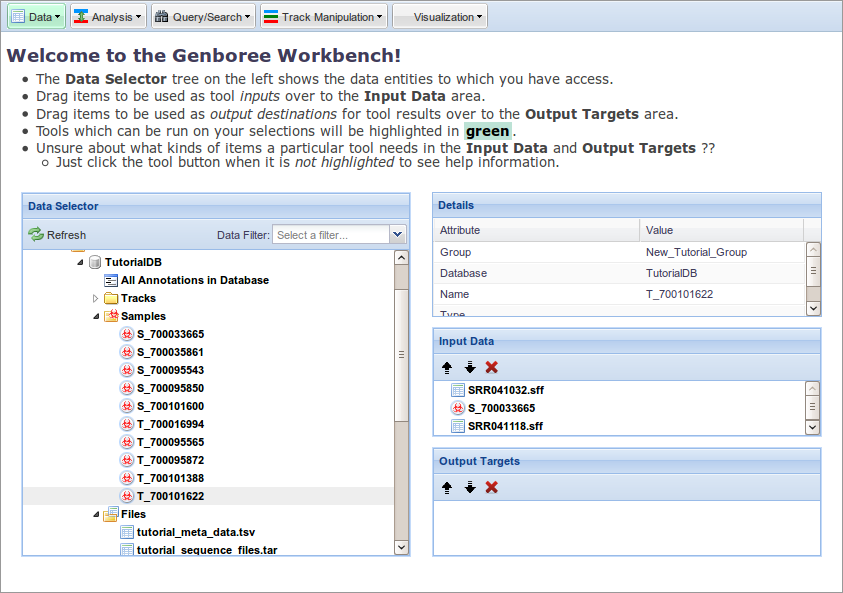 Data Analysis Query/Search Track Manipulation Visualization
Welcome to the Genboree Workbench!
The Data Selector tree on the left shows the data entities to which you have access.
Drag items to be used as tool inputs over to the Input Data area.
Drag items to be used as output destinations for tool results over to the Output Targets area.
Tools which can be run on your selections will be highlighted in green.
Unsure about what kinds of items a particular tool needs in the Input Data and Output Targets ??
Just click the tool button when it is not highlighted to see help information.
Data Selector
Refresh Data Filter: Select a filter...
TutorialDB
All Annotations in Database
Tracks
Samples
S_700033665
S_700035861
S_700095543
S_700095850
S_700101600
T_700016994
T_700095565
T_700095872
T_700101388
T_700101622
Files
tutorial_meta_data.tsv
tutorial_sequence_files.tar
Details
Attribute Value
Group New_Tutorial_Group
Database TutorialDB
Name T_700101622
Type
Input Data
SRR041032.sff
S_700033665
SRR041118.sff
Output Targets